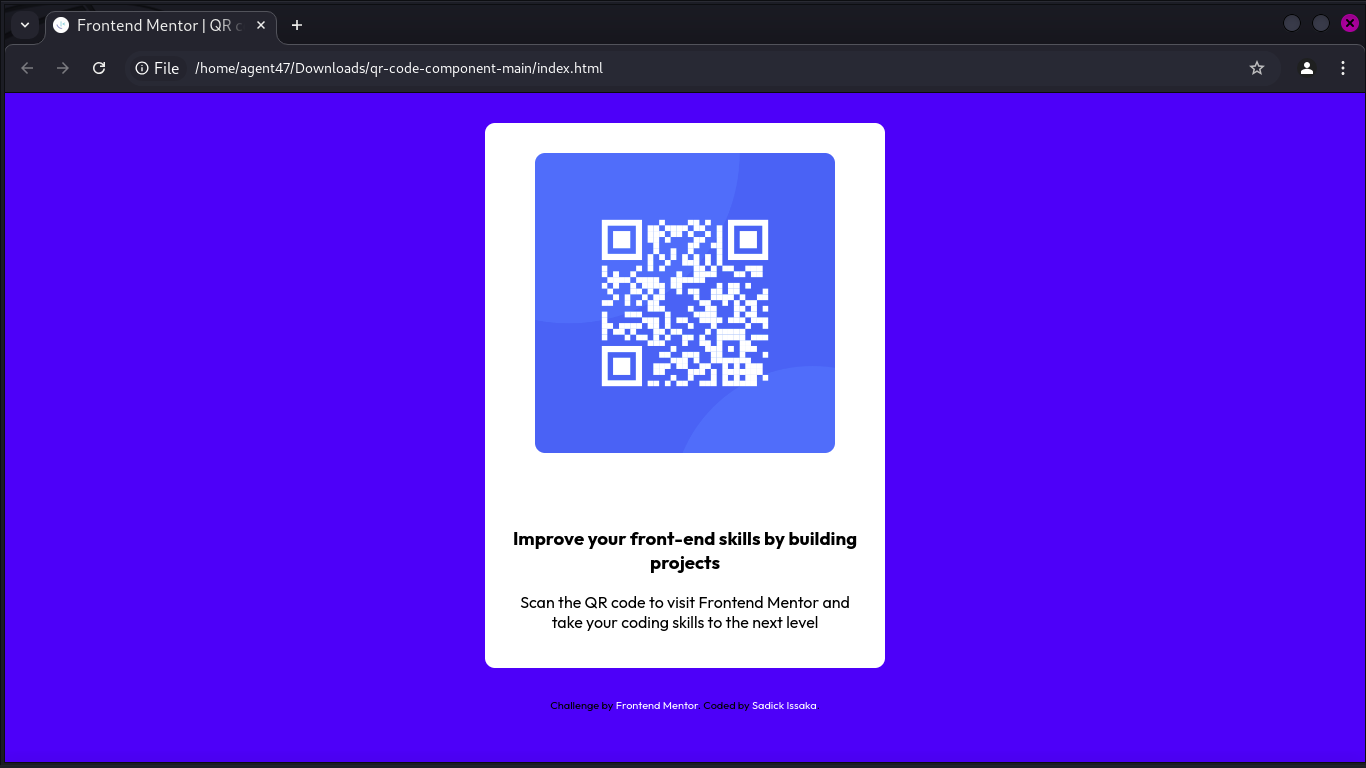 Frontend Mentor | QR c
File /home/agent47/Downloads/qr-code-component-main/index.html
Improve your front-end skills by building
projects
Scan the QR code to visit Frontend Mentor and
take your coding skills to the next level
Challenge by Frontend Mentor Coded by Sadick Issaka